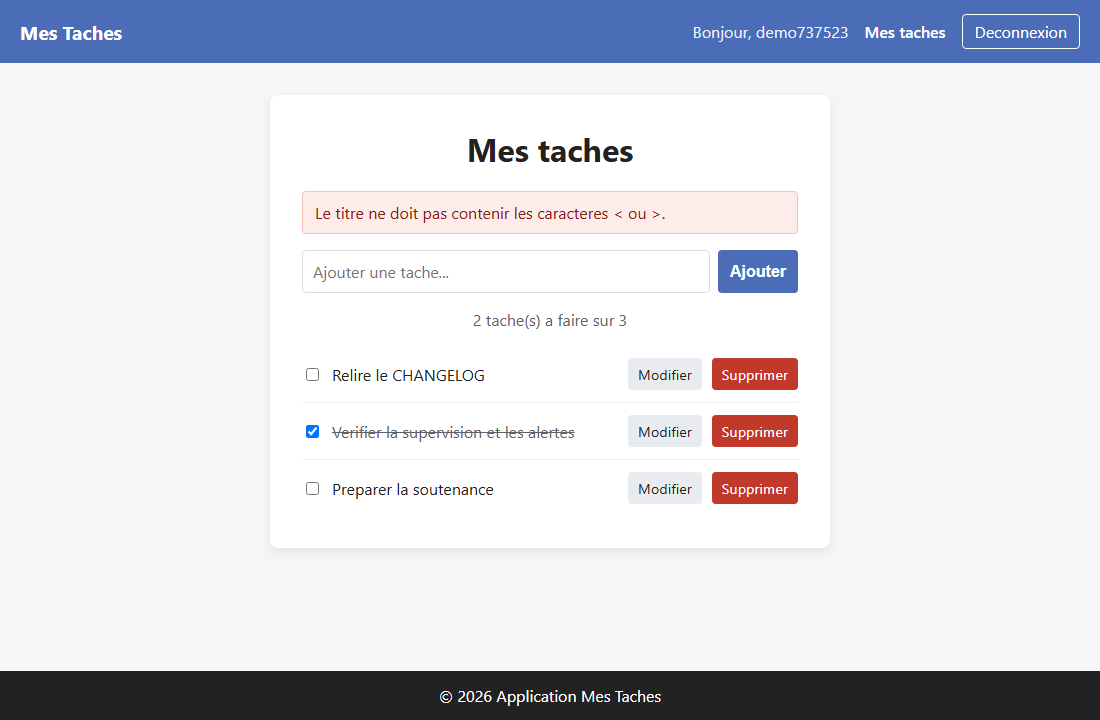 Mes Taches
Bonjour, demo737523 Mes taches Deconnexion
Mes taches
Le titre ne doit pas contenir les caracteres < ou >.
Ajouter une tache... Ajouter
2 tache(s) a faire sur 3
Relire le CHANGELOG Modifier Supprimer
Verifier la supervision et les alertes Modifier Supprimer
Preparer la soutenance Modifier Supprimer
© 2026 Application Mes Taches